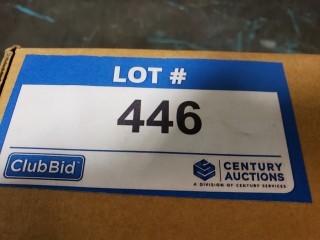 LOT #
446
ClubBid
CENTURY
AUCTIONS
A DIVISION OF CENTURY SERVICES